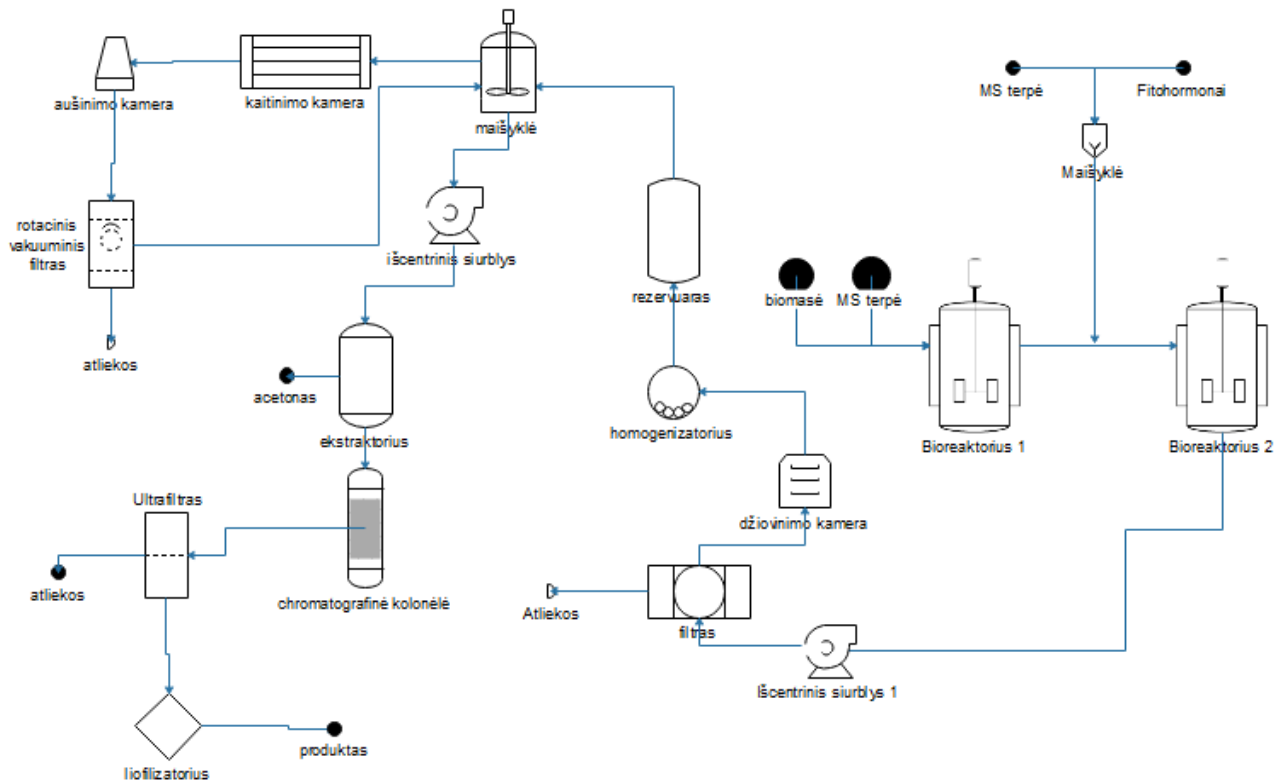 aušinimo kamera
kaitinimo kamera
maišyklė
MS terpė
Fitohormonai
Maišyklė
rotacinis
vakuuminis
filtras
išcentrinis siurblys
rezervuaras
biomasė
MS terpė
atliekos
acetonas
ekstraktorius
homogenizatorius
Bioreaktorius 1
Bioreaktorius 2
Ultrafiltras
džiovinimo kamera
atliekos
chromatografinė kolonėlė
Atliekos
filtras
Išcentrinis siurblys 1
produktas
liofilizatorius